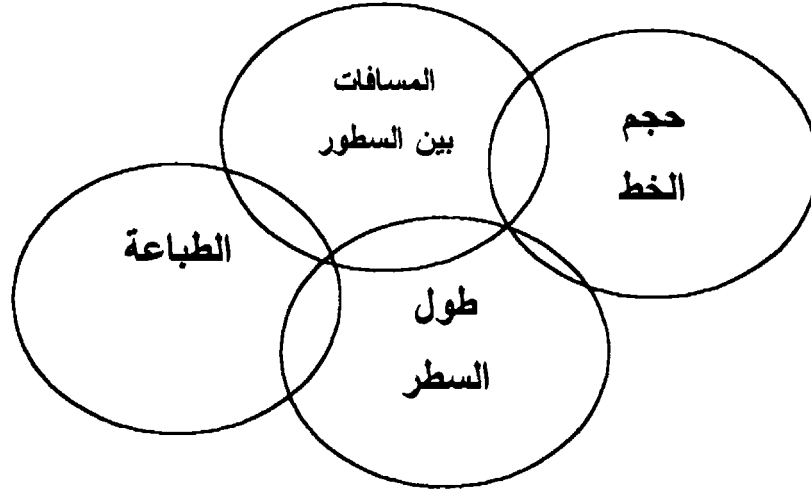 المسافات
بين السطور
حجم
الخط
الطباعة
طول
السطر